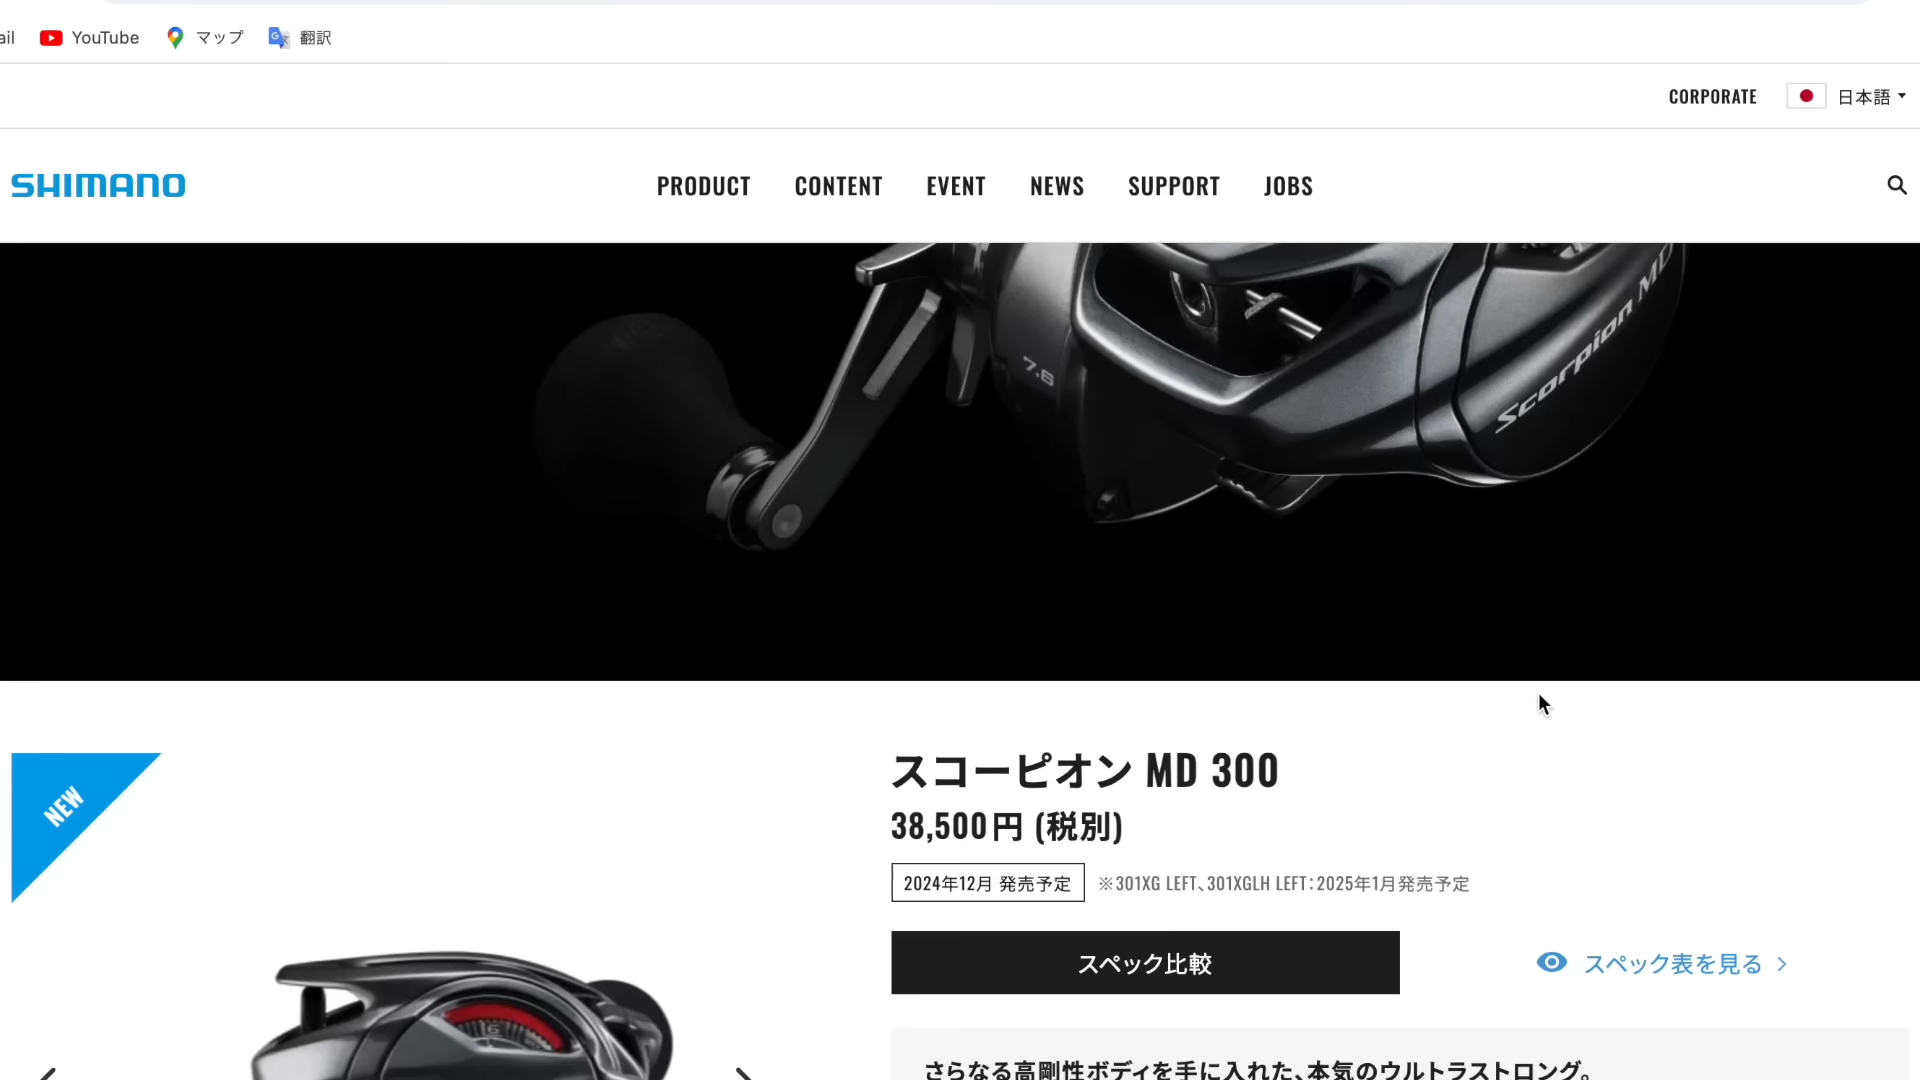 ail YouTube マップ 翻訳
CORPORATE 日本語
SHIMANO PRODUCT CONTENT EVENT NEWS SUPPORT JOBS
7.6
Scorpion MD
NEW
スコーピオン MD 300
38,500円 (税別)
2024年12月 発売予定 ※301XG LEFT、301XGLH LEFT：2025年1月発売予定
スペック比較 スペック表を見る
さらなる高剛性ボディを手に入れた、本気のウルトラストロング。